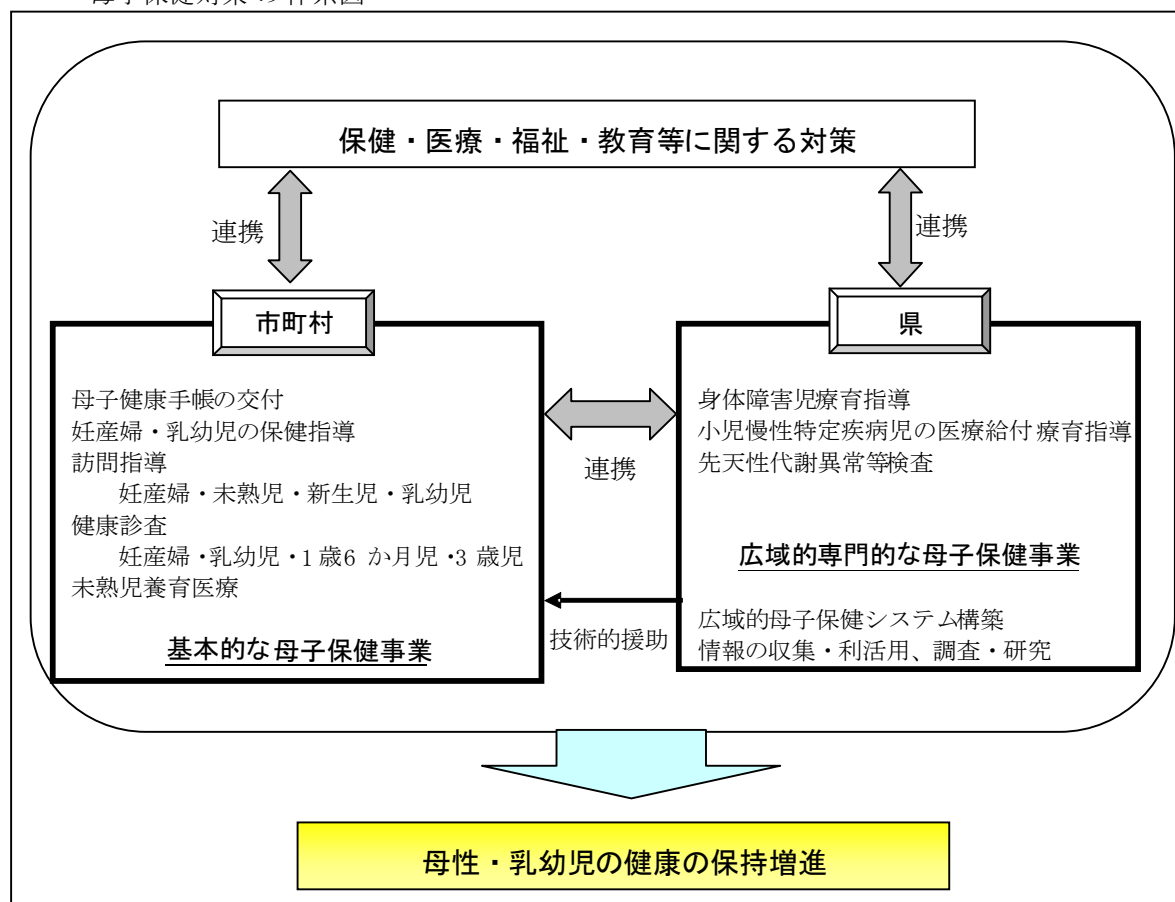 保健・医療・福祉・教育等に関する対策
連携
連携
市町村
母子健康手帳の交付
妊産婦・乳幼児の保健指導
訪問指導
妊産婦・未熟児・新生児・乳幼児
健康診査
妊産婦・乳幼児・1歳6か月児・3歳児
未熟児養育医療
基本的な母子保健事業
連携
技術的援助
県
身体障害児療育指導
小児慢性特定疾病児の医療給付 療育指導
先天性代謝異常等検査
広域的専門的な母子保健事業
広域的母子保健システム構築
情報の収集・利活用、調査・研究
母性・乳幼児の健康の保持増進